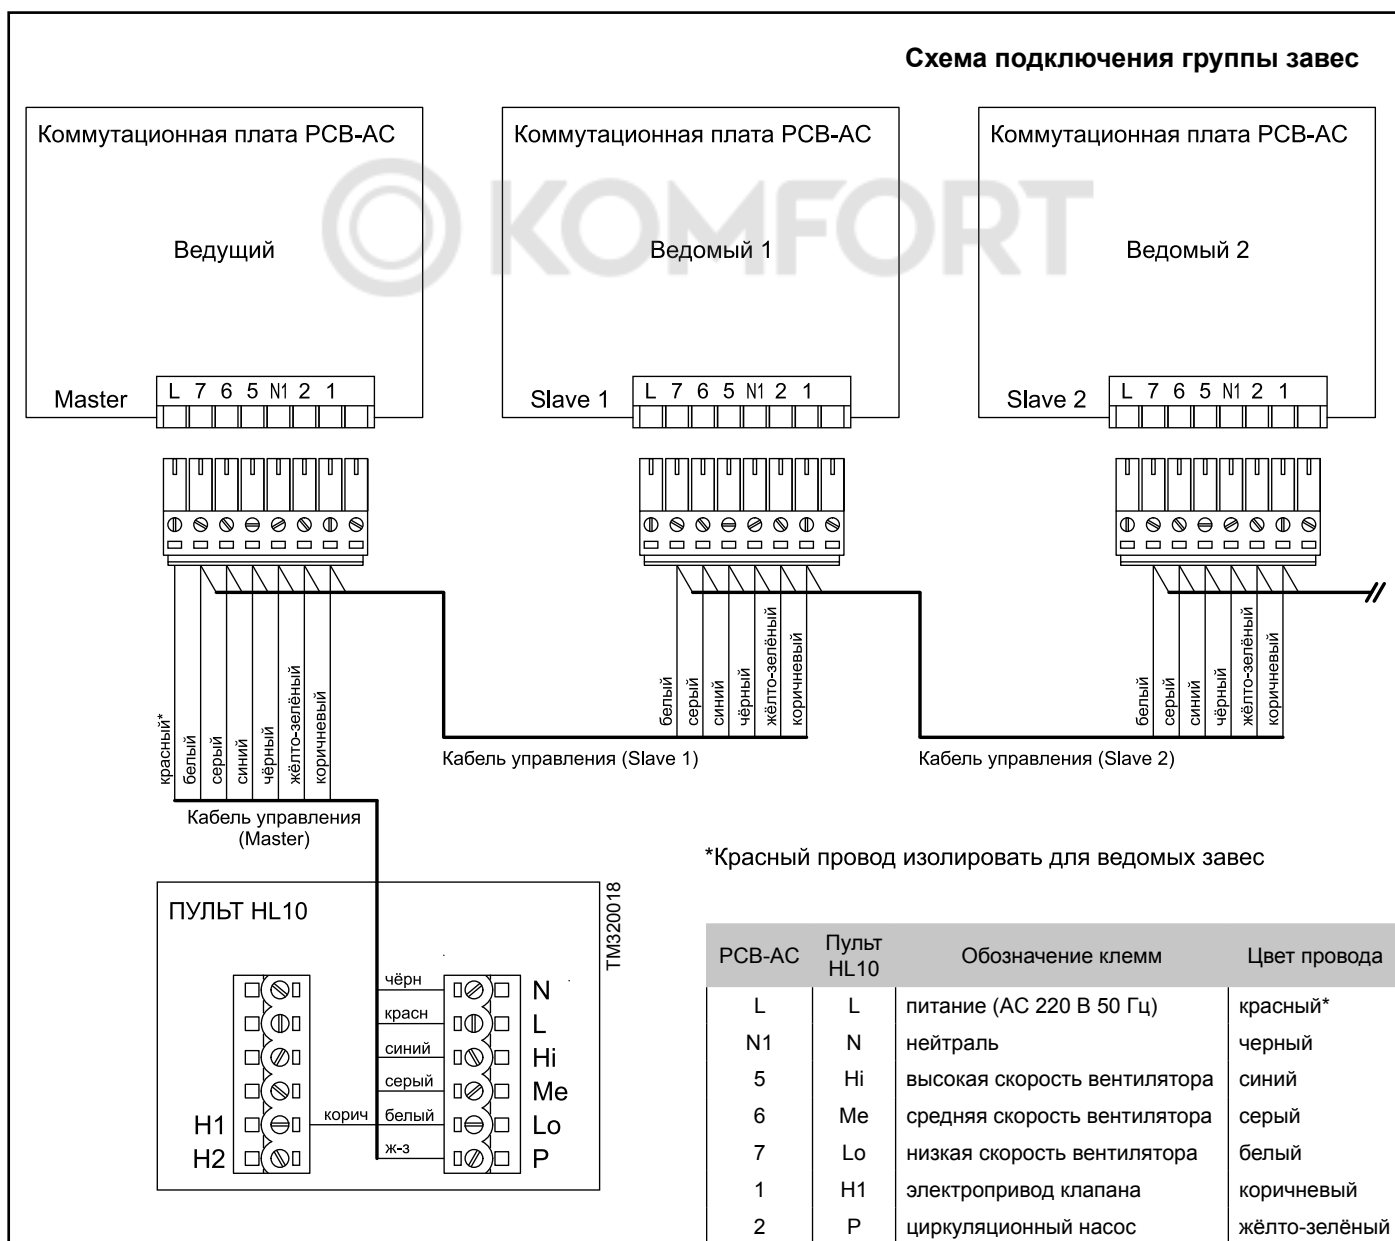 Схема подключения группы завес
Коммутационная плата PCB-AC
Коммутационная плата PCB-AC
Коммутационная плата PCB-AC
KOMFORT
Ведущий
Ведомый 1
Ведомый 2
Master
L 7 6 5 N1 2 1
Slave 1
L 7 6 5 N1 2 1
Slave 2
L 7 6 5 N1 2 1
красный*
белый
серый
синий
чёрный
жёлто-зелёный
коричневый
белый
серый
синий
чёрный
жёлто-зелёный
коричневый
белый
серый
синий
чёрный
жёлто-зелёный
коричневый
Кабель управления (Slave 1)
Кабель управления (Slave 2)
Кабель управления
(Master)
*Красный провод изолировать для ведомых завес
ПУЛЬТ HL10
TM320018
чёрн N
красн L
синий Hi
серый Me
H1 корич белый Lo
H2 ж-з P
PCB-AC Пульт HL10 Обозначение клемм Цвет провода
L L питание (АС 220 В 50 Гц) красный*
N1 N нейтраль черный
5 Hi высокая скорость вентилятора синий
6 Me средняя скорость вентилятора серый
7 Lo низкая скорость вентилятора белый
1 H1 электропривод клапана коричневый
2 P циркуляционный насос жёлто-зелёный